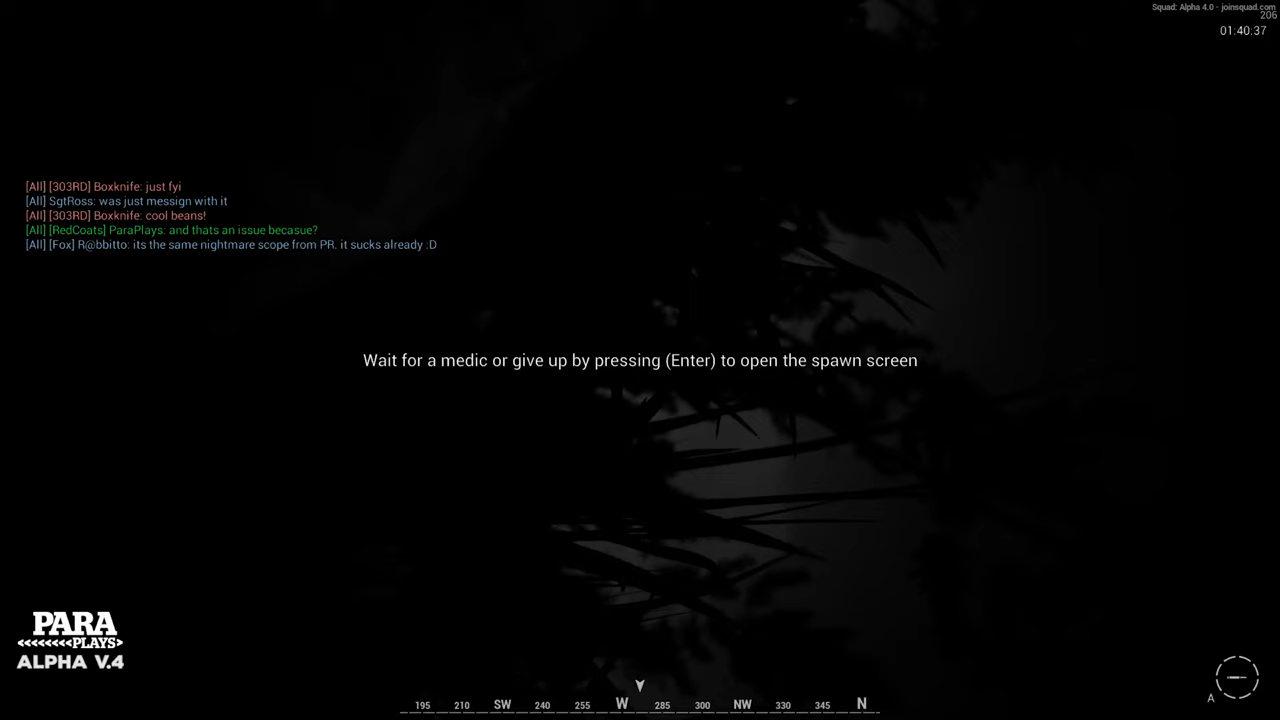 Squad: Alpha 4.0 - joinsquad.com
206
01:40:37
[All] [303RD] Boxknife: just fyi
[All] SgtRoss: was just messign with it
[All] [303RD] Boxknife: cool beans!
[All] [RedCoats] ParaPlays: and thats an issue becasue?
[All] [Fox] R@bbitto: its the same nightmare scope from PR. it sucks already :D
Wait for a medic or give up by pressing (Enter) to open the spawn screen
PARA
<<<<<<<<PLAYS>
ALPHA V.4
A
195 210 SW 240 255 W 285 300 NW 330 345 N